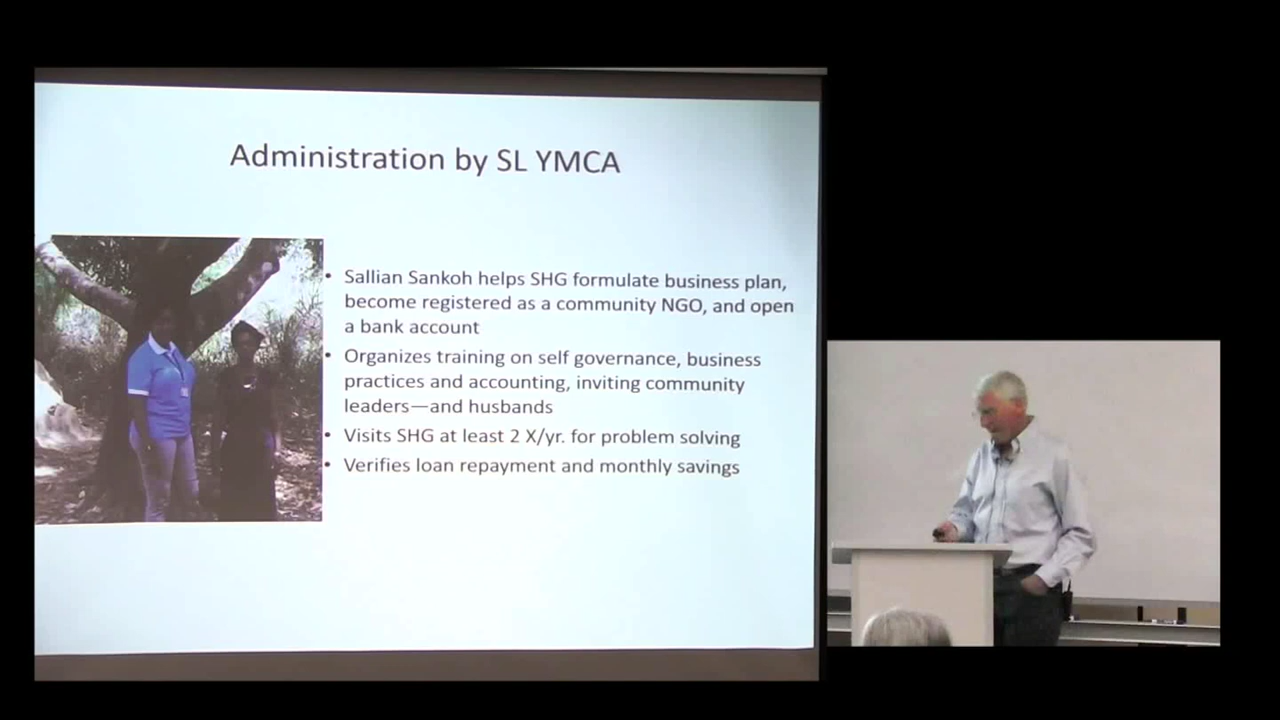 Administration by SL YMCA
• Sallian Sankoh helps SHG formulate business plan,
become registered as a community NGO, and open
a bank account
• Organizes training on self governance, business
practices and accounting, inviting community
leaders—and husbands
• Visits SHG at least 2 X/yr. for problem solving
• Verifies loan repayment and monthly savings